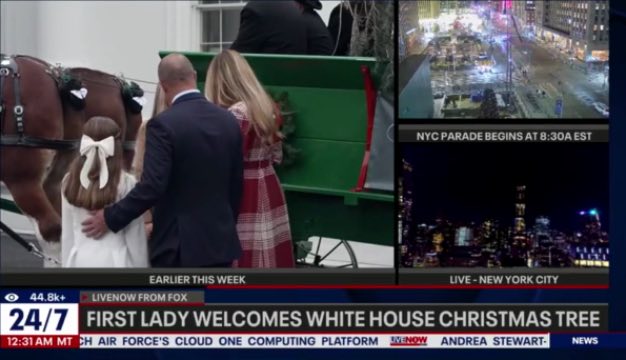 NYC PARADE BEGINS AT 8:30A EST
EARLIER THIS WEEK
LIVE - NEW YORK CITY
44.8k+
LIVENOW FROM FOX
24/7
FIRST LADY WELCOMES WHITE HOUSE CHRISTMAS TREE
12:31 AM MT
CH AIR FORCE'S CLOUD ONE COMPUTING PLATFORM LIVENOW ANDREA STEWART-
NEWS